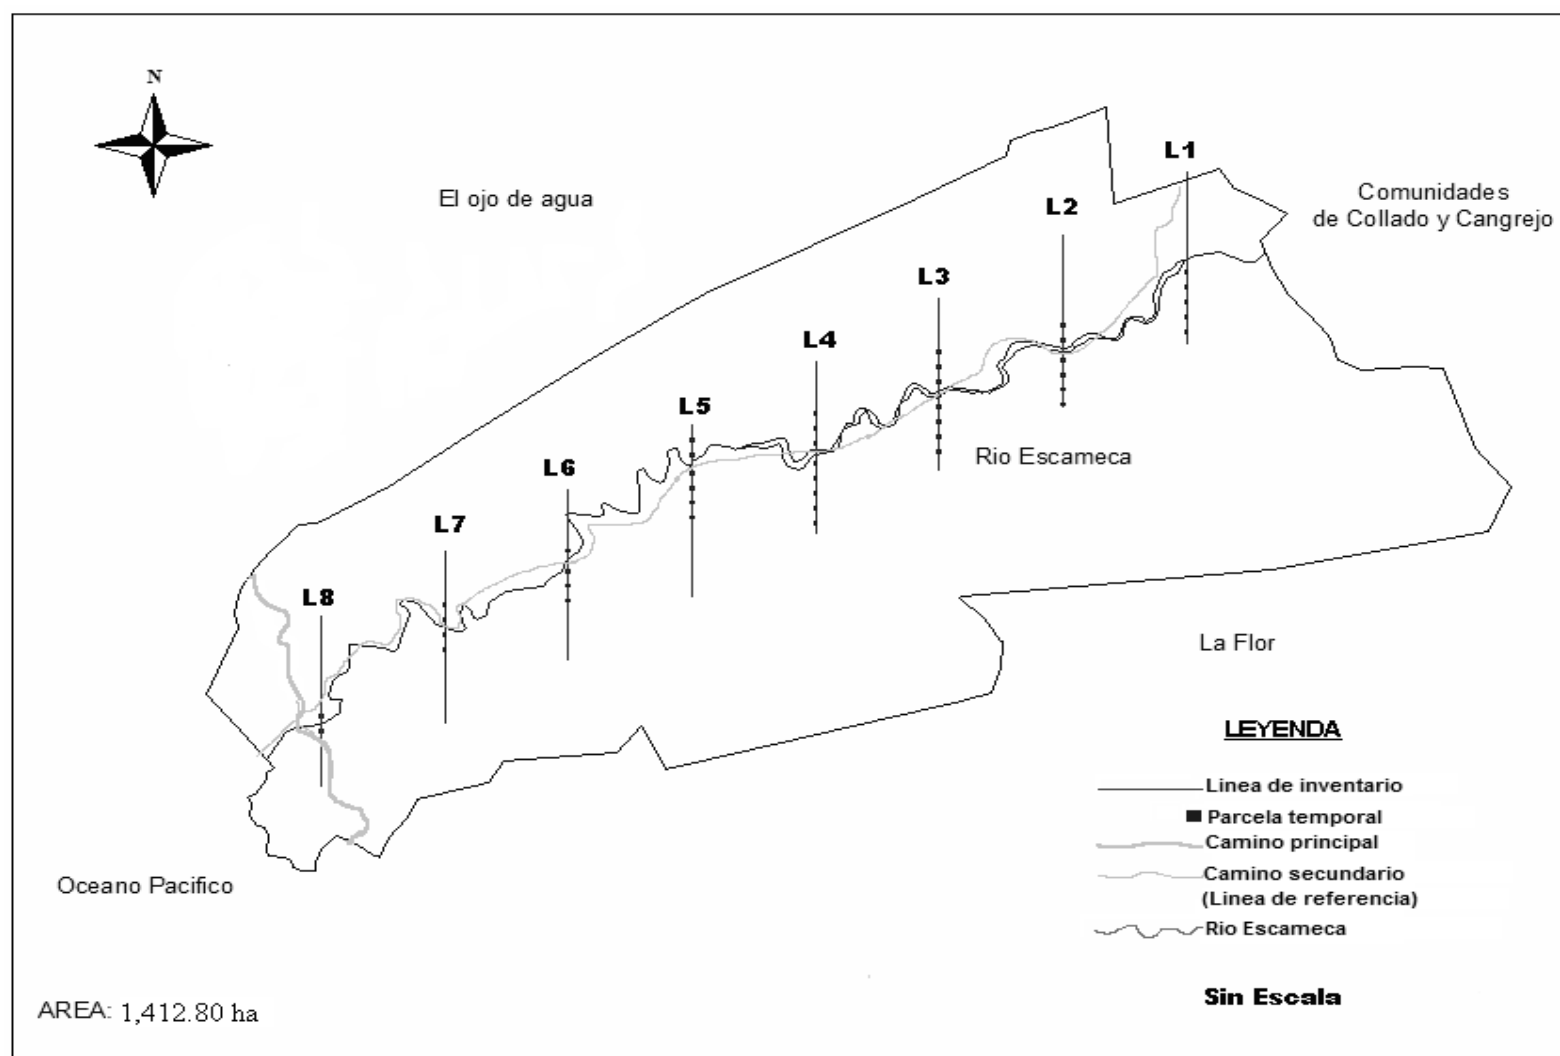 N
L1
El ojo de agua
Comunidades
de Collado y Cangrejo
L2
L3
L4
L5
Rio Escameca
L6
L7
L8
La Flor
LEYENDA
Linea de inventario
Parcela temporal
Camino principal
Camino secundario
(Linea de referencia)
Rio Escameca
Oceano Pacifico
Sin Escala
AREA: 1,412.80 ha